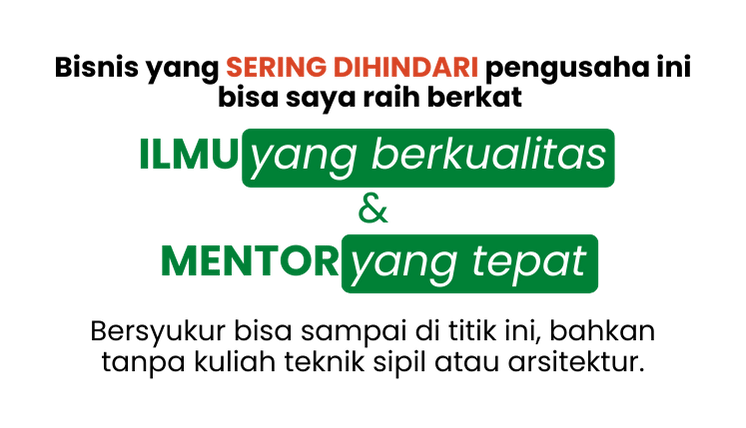 Bisnis yang SERING DIHINDARI pengusaha ini
bisa saya raih berkat
ILMU yang berkualitas
&
MENTOR yang tepat
Bersyukur bisa sampai di titik ini, bahkan
tanpa kuliah teknik sipil atau arsitektur.